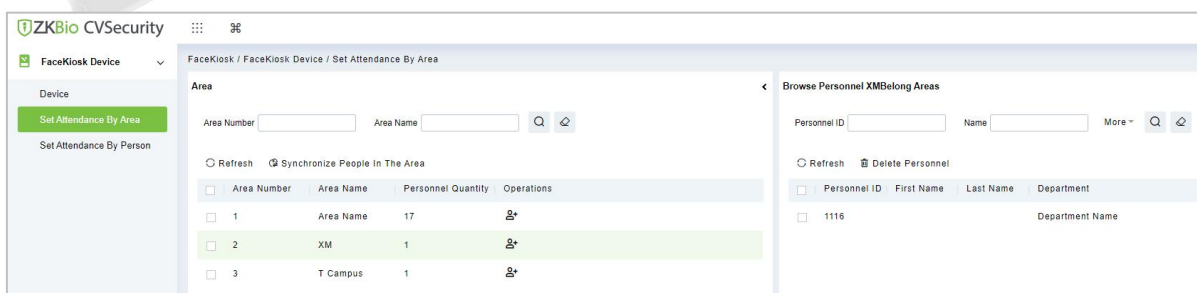 ZKBio CVSecurity
FaceKiosk Device
Device
Set Attendance By Area
Set Attendance By Person
FaceKiosk / FaceKiosk Device / Set Attendance By Area
Area
Area Number Area Name
Refresh Synchronize People In The Area
Area Number Area Name Personnel Quantity Operations
1 Area Name 17
2 XM 1
3 T Campus 1
Browse Personnel XMBelong Areas
Personnel ID Name More
Refresh Delete Personnel
Personnel ID First Name Last Name Department
1116 Department Name